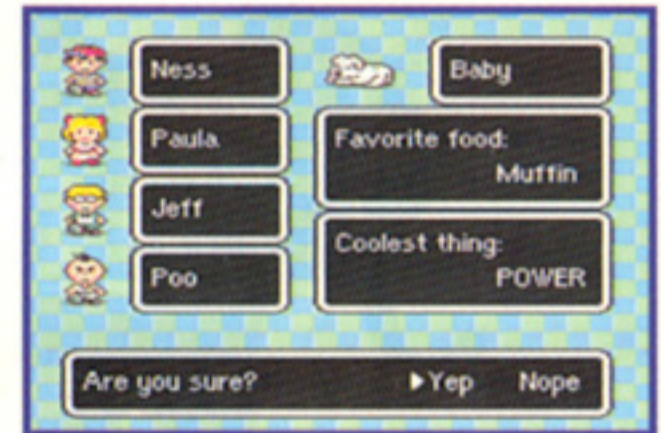 Ness
Baby
Paula
Favorite food:
Muffin
Jeff
Coolest thing:
POWER
Poo
Are you sure? ▶Yep Nope